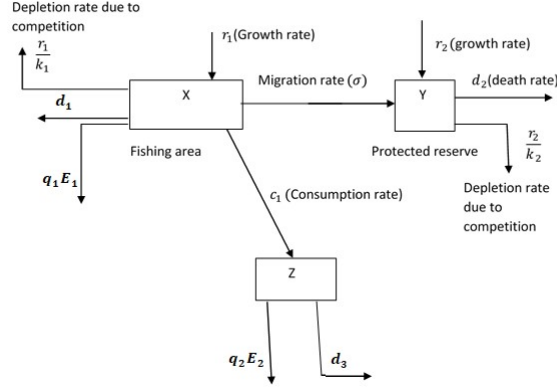 Depletion rate due to
competition
r₁
k₁
r₁(Growth rate)
r₂(growth rate)
Migration rate (σ)
d₂(death rate)
X
Y
d₁
Fishing area
Protected reserve
r₂
k₂
q₁E₁
c₁ (Consumption rate)
Depletion rate
due to
competition
Z
q₂E₂
d₃